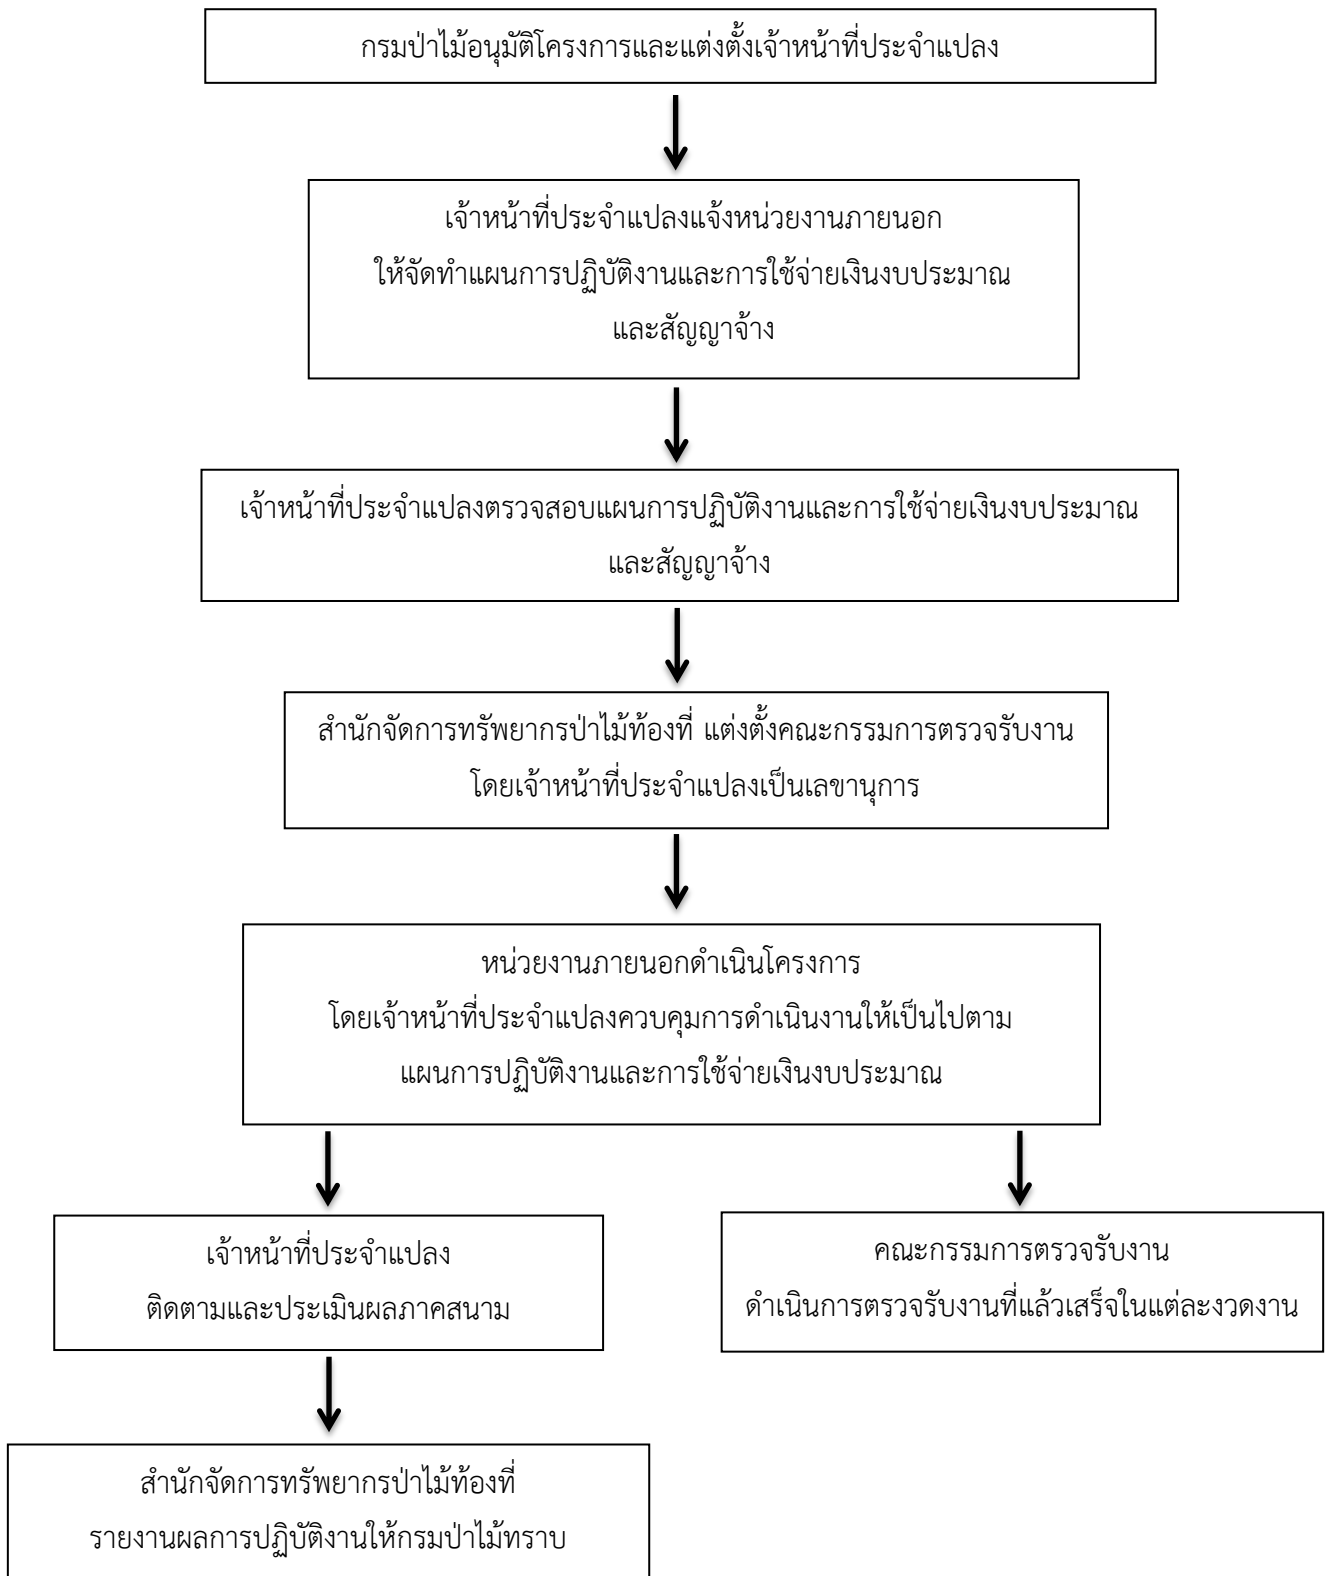 กรมป่าไม้อนุมัติโครงการและแต่งตั้งเจ้าหน้าที่ประจำแปลง
เจ้าหน้าที่ประจำแปลงแจ้งหน่วยงานภายนอก
ให้จัดทำแผนการปฏิบัติงานและการใช้จ่ายเงินงบประมาณ
และสัญญาจ้าง
เจ้าหน้าที่ประจำแปลงตรวจสอบแผนการปฏิบัติงานและการใช้จ่ายเงินงบประมาณ
และสัญญาจ้าง
สำนักจัดการทรัพยากรป่าไม้ท้องที่ แต่งตั้งคณะกรรมการตรวจรับงาน
โดยเจ้าหน้าที่ประจำแปลงเป็นเลขานุการ
หน่วยงานภายนอกดำเนินโครงการ
โดยเจ้าหน้าที่ประจำแปลงควบคุมการดำเนินงานให้เป็นไปตาม
แผนการปฏิบัติงานและการใช้จ่ายเงินงบประมาณ
เจ้าหน้าที่ประจำแปลง
ติดตามและประเมินผลภาคสนาม
คณะกรรมการตรวจรับงาน
ดำเนินการตรวจรับงานที่แล้วเสร็จในแต่ละงวดงาน
สำนักจัดการทรัพยากรป่าไม้ท้องที่
รายงานผลการปฏิบัติงานให้กรมป่าไม้ทราบ